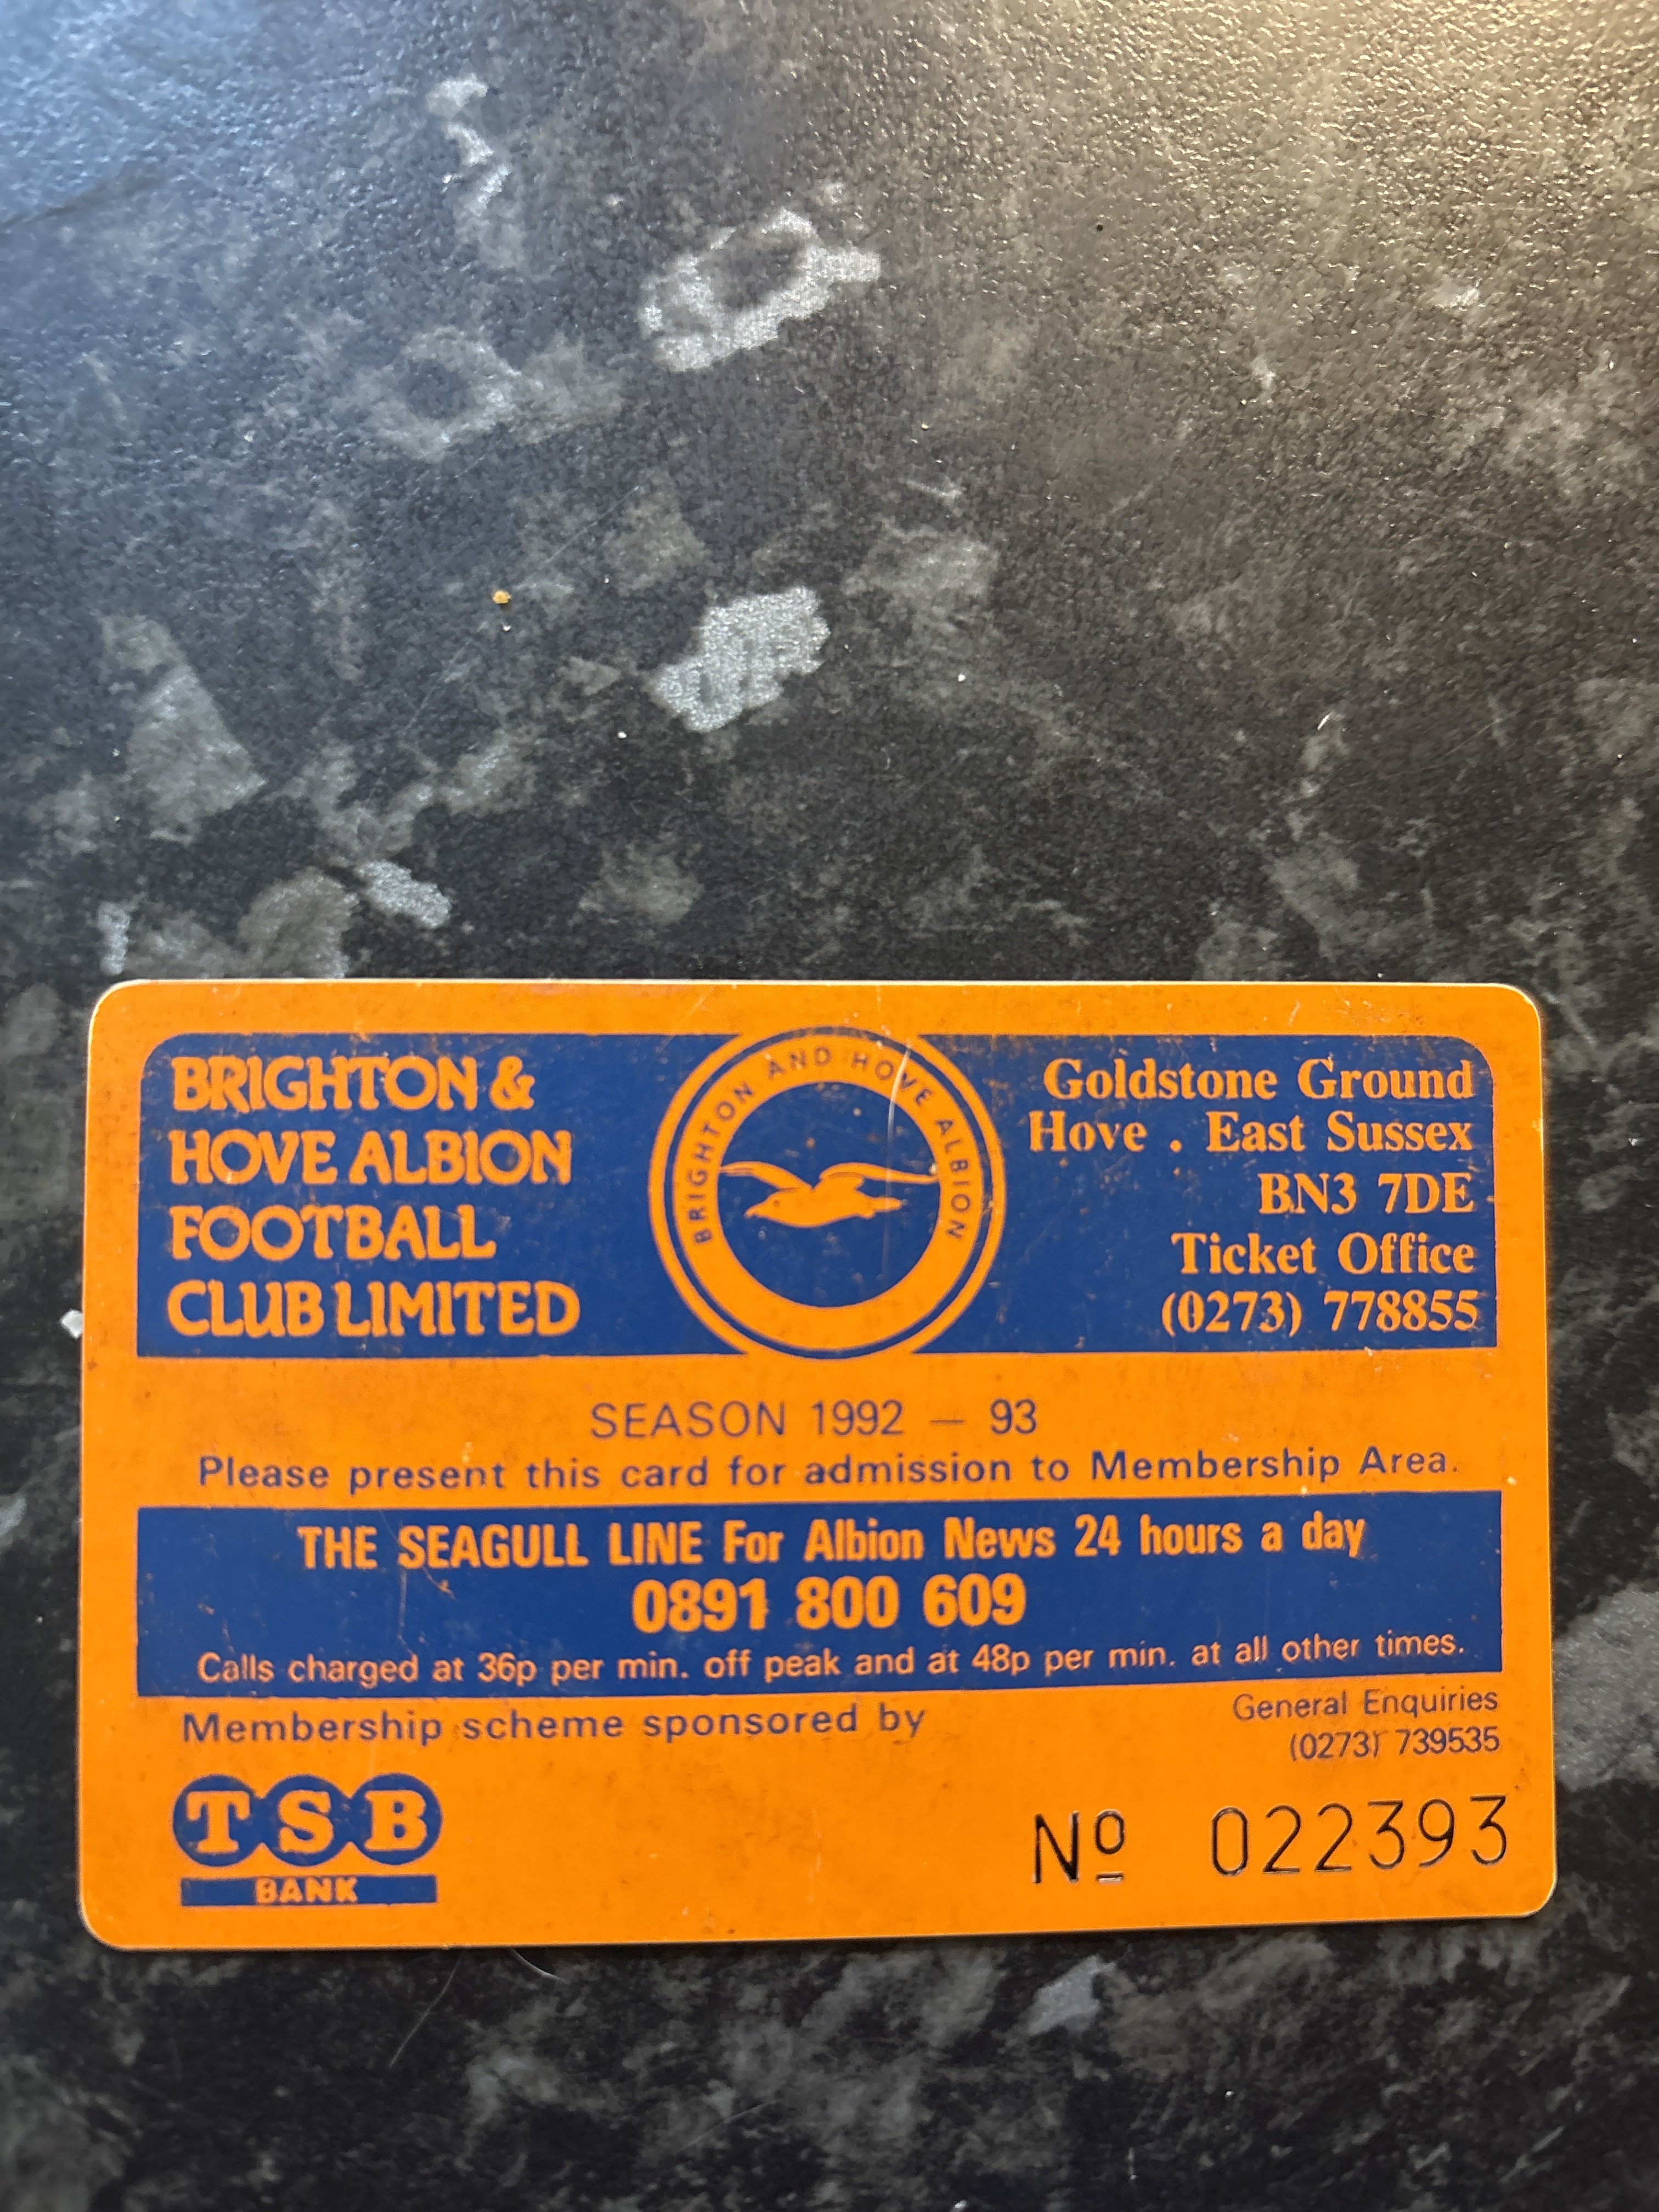 BRIGHTON &
HOVE ALBION
FOOTBALL
CLUB LIMITED
BRIGHTON AND HOVE ALBION
Goldstone Ground
Hove . East Sussex
BN3 7DE
Ticket Office
(0273) 778855
SEASON 1992 – 93
Please present this card for admission to Membership Area.
THE SEAGULL LINE For Albion News 24 hours a day
0891 800 609
Calls charged at 36p per min. off peak and at 48p per min. at all other times.
Membership scheme sponsored by
TSB
BANK
General Enquiries
(0273) 739535
Nº 022393